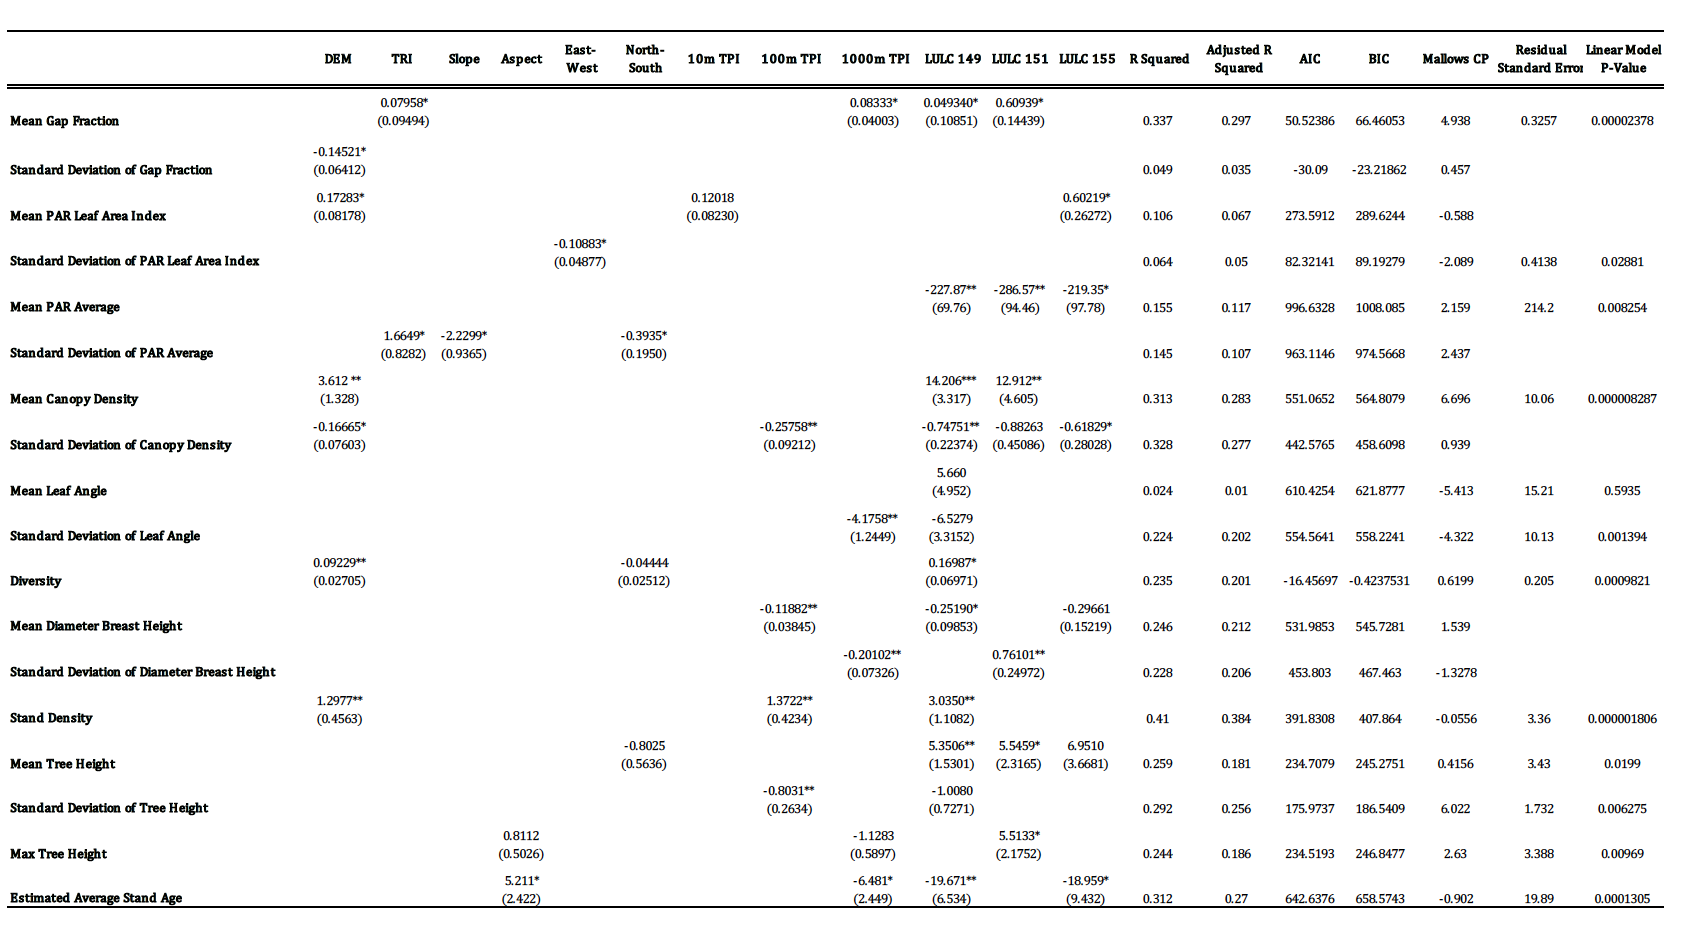 DEM TRI Slope Aspect East-West North-South 10m TPI 100m TPI 1000m TPI LULC 149 LULC 151 LULC 155 R Squared Adjusted R Squared AIC BIC Mallows CP Residual Standard Error Linear Model P-Value
0.07958* 0.08333* 0.049340* 0.60939*
Mean Gap Fraction (0.09494) (0.04003) (0.10851) (0.14439) 0.337 0.297 50.52386 66.46053 4.938 0.3257 0.00002378
-0.14521*
Standard Deviation of Gap Fraction (0.06412) 0.049 0.035 -30.09 -23.21862 0.457
0.17283* 0.12018 0.60219*
Mean PAR Leaf Area Index (0.08178) (0.08230) (0.26272) 0.106 0.067 273.5912 289.6244 -0.588
-0.10883*
Standard Deviation of PAR Leaf Area Index (0.04877) 0.064 0.05 82.32141 89.19279 -2.089 0.4138 0.02881
-227.87** -286.57** -219.35*
Mean PAR Average (69.76) (94.46) (97.78) 0.155 0.117 996.6328 1008.085 2.159 214.2 0.008254
1.6649* -2.2299* -0.3935*
Standard Deviation of PAR Average (0.8282) (0.9365) (0.1950) 0.145 0.107 963.1146 974.5668 2.437
3.612 ** 14.206*** 12.912**
Mean Canopy Density (1.328) (3.317) (4.605) 0.313 0.283 551.0652 564.8079 6.696 10.06 0.000008287
-0.16665* -0.25758** -0.74751** -0.88263 -0.61829*
Standard Deviation of Canopy Density (0.07603) (0.09212) (0.22374) (0.45086) (0.28028) 0.328 0.277 442.5765 458.6098 0.939
5.660
Mean Leaf Angle (4.952) 0.024 0.01 610.4254 621.8777 -5.413 15.21 0.5935
-4.1758** -6.5279
Standard Deviation of Leaf Angle (1.2449) (3.3152) 0.224 0.202 554.5641 558.2241 -4.322 10.13 0.001394
0.09229** -0.04444 0.16987*
Diversity (0.02705) (0.02512) (0.06971) 0.235 0.201 -16.45697 -0.4237531 0.6199 0.205 0.0009821
-0.11882** -0.25190* -0.29661
Mean Diameter Breast Height (0.03845) (0.09853) (0.15219) 0.246 0.212 531.9853 545.7281 1.539
-0.20102** 0.76101**
Standard Deviation of Diameter Breast Height (0.07326) (0.24972) 0.228 0.206 453.803 467.463 -1.3278
1.2977** 1.3722** 3.0350**
Stand Density (0.4563) (0.4234) (1.1082) 0.41 0.384 391.8308 407.864 -0.0556 3.36 0.000001806
-0.8025 5.3506** 5.5459* 6.9510
Mean Tree Height (0.5636) (1.5301) (2.3165) (3.6681) 0.259 0.181 234.7079 245.2751 0.4156 3.43 0.0199
-0.8031** -1.0080
Standard Deviation of Tree Height (0.2634) (0.7271) 0.292 0.256 175.9737 186.5409 6.022 1.732 0.006275
0.8112 -1.1283 5.5133*
Max Tree Height (0.5026) (0.5897) (2.1752) 0.244 0.186 234.5193 246.8477 2.63 3.388 0.00969
5.211* -6.481* -19.671** -18.959*
Estimated Average Stand Age (2.422) (2.449) (6.534) (9.432) 0.312 0.27 642.6376 658.5743 -0.902 19.89 0.0001305